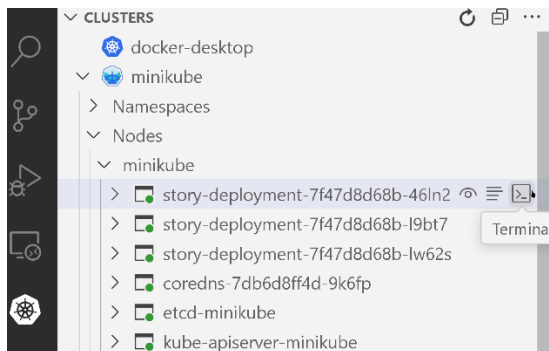 CLUSTERS
docker-desktop
minikube
Namespaces
Nodes
minikube
story-deployment-7f47d8d68b-46ln2
story-deployment-7f47d8d68b-l9bt7
Termina
story-deployment-7f47d8d68b-lw62s
coredns-7db6d8ff4d-9k6fp
etcd-minikube
kube-apiserver-minikube